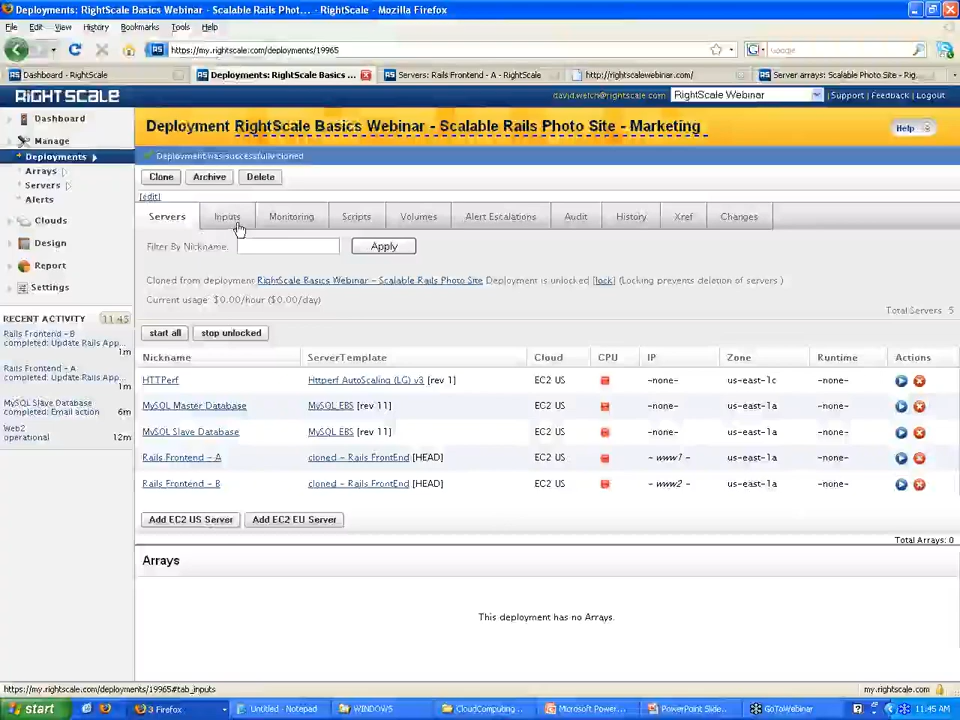 Deployments: RightScale Basics Webinar - Scalable Rails Phot... - RightScale - Mozilla Firefox
File Edit View History Bookmarks Tools Help
https://my.rightscale.com/deployments/19965
Google
Dashboard - RightScale
Deployments: RightScale Basics ...
Servers: Rails Frontend - A - RightScale
http://rightscalewebinar.com/
Server arrays: Scalable Photo Site - Rig...
RIGHTSCALE
david.welch@rightscale.com RightScale Webinar | Support | Feedback | Logout
Dashboard
Manage
Deployments
Arrays
Servers
Alerts
Clouds
Design
Report
Settings
RECENT ACTIVITY 11:45
Rails Frontend - B
completed: Update Rails App...
1m
Rails Frontend - A
completed: Update Rails App...
1m
MySQL Slave Database
completed: Email action 6m
Web2
operational 12m
Deployment RightScale Basics Webinar - Scalable Rails Photo Site - Marketing
Help
Deployment was successfully cloned
Clone Archive Delete
[edit]
Servers Inputs Monitoring Scripts Volumes Alert Escalations Audit History Xref Changes
Filter By Nickname: Apply
Cloned from deployment RightScale Basics Webinar - Scalable Rails Photo Site Deployment is unlocked [lock] (Locking prevents deletion of servers.)
Current usage: $0.00/hour ($0.00/day)
Total Servers: 5
start all stop unlocked
Nickname ServerTemplate Cloud CPU IP Zone Runtime Actions
HTTPerf Httperf AutoScaling (LG) v3 [rev 1] EC2 US -none- us-east-1c -none-
MySQL Master Database MySQL EBS [rev 11] EC2 US -none- us-east-1a -none-
MySQL Slave Database MySQL EBS [rev 11] EC2 US -none- us-east-1a -none-
Rails Frontend - A cloned - Rails FrontEnd [HEAD] EC2 US - www1 - us-east-1a -none-
Rails Frontend - B cloned - Rails FrontEnd [HEAD] EC2 US - www2 - us-east-1a -none-
Add EC2 US Server Add EC2 EU Server
Total Arrays: 0
Arrays
This deployment has no Arrays.
https://my.rightscale.com/deployments/19965#tab_inputs
my.rightscale.com
start
3 Firefox
Untitled - Notepad
WINDOWS
CloudComputing ...
Microsoft Power...
PowerPoint Slide...
GoToWebinar
11:45 AM